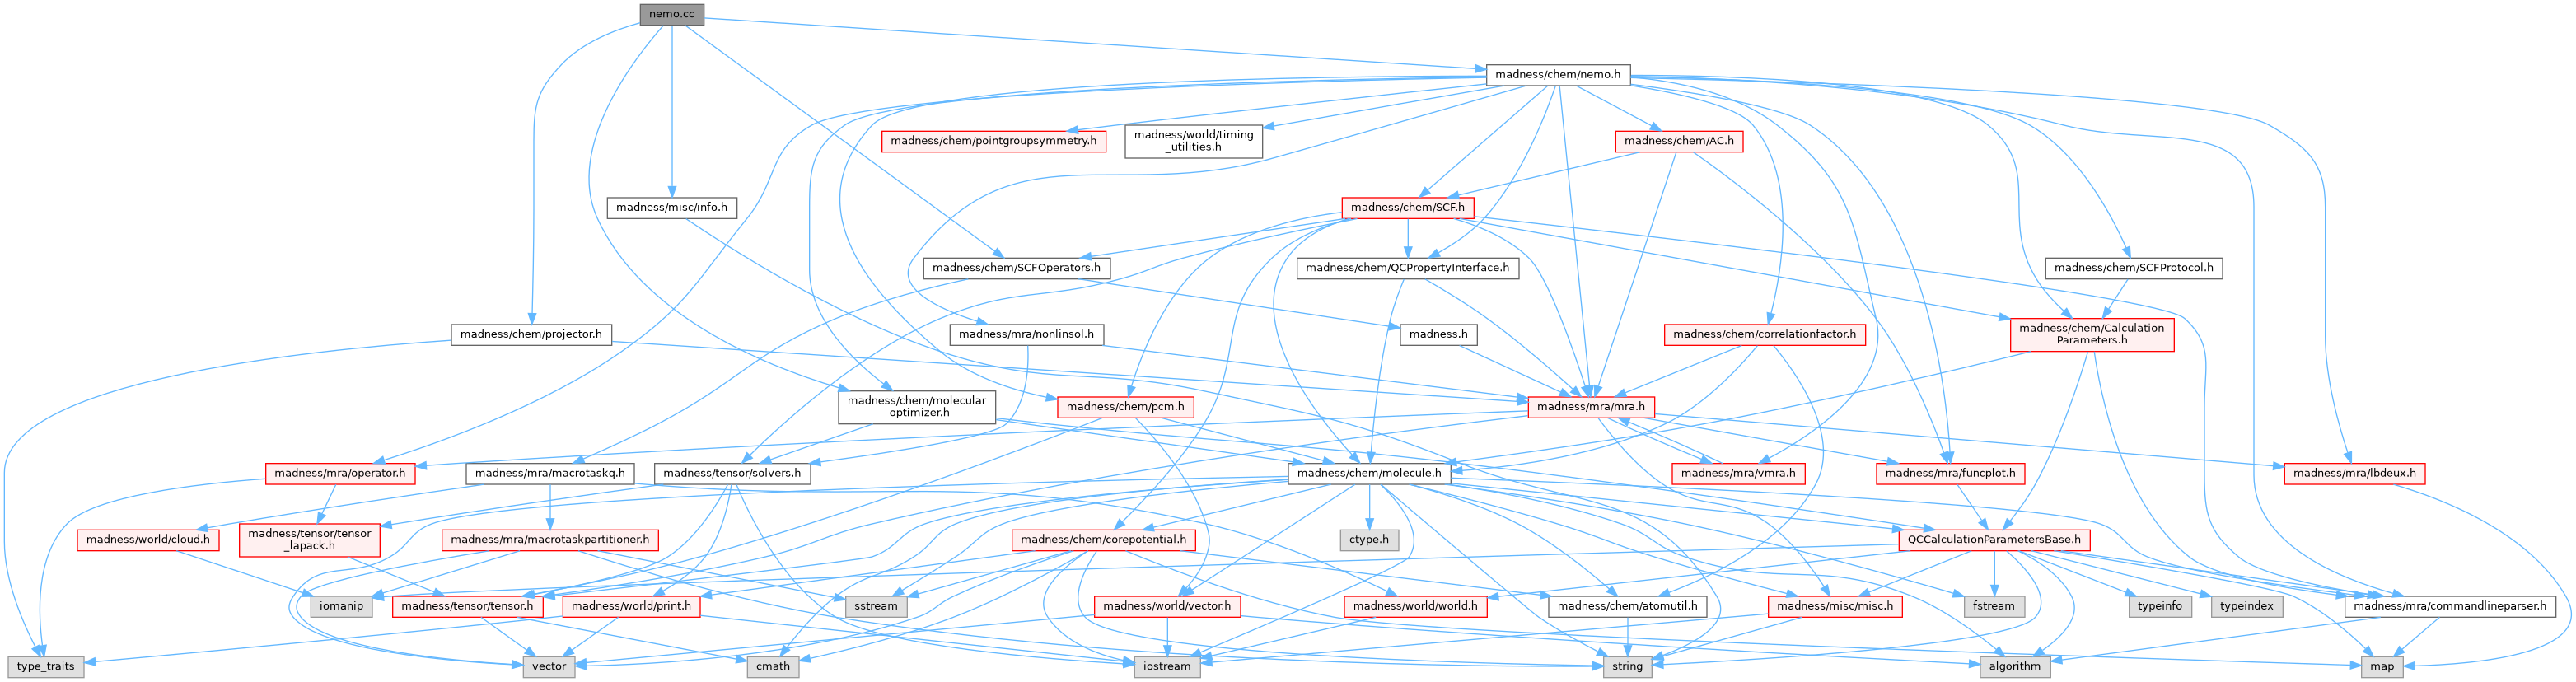 nemo.cc
madness/chem/nemo.h
madness/chem/pointgroupsymmetry.h
madness/world/timing
_utilities.h
madness/chem/AC.h
madness/misc/info.h
madness/chem/SCF.h
madness/chem/SCFOperators.h
madness/chem/QCPropertyInterface.h
madness/chem/SCFProtocol.h
madness/chem/projector.h
madness/mra/nonlinsol.h
madness.h
madness/chem/correlationfactor.h
madness/chem/Calculation
Parameters.h
madness/chem/molecular
_optimizer.h
madness/chem/pcm.h
madness/mra/mra.h
madness/mra/operator.h
madness/mra/macrotaskq.h
madness/tensor/solvers.h
madness/chem/molecule.h
madness/mra/vmra.h
madness/mra/funcplot.h
madness/mra/lbdeux.h
madness/world/cloud.h
madness/tensor/tensor
_lapack.h
madness/mra/macrotaskpartitioner.h
madness/chem/corepotential.h
ctype.h
QCCalculationParametersBase.h
iomanip
madness/tensor/tensor.h
madness/world/print.h
sstream
madness/world/vector.h
madness/world/world.h
madness/chem/atomutil.h
madness/misc/misc.h
fstream
typeinfo
typeindex
madness/mra/commandlineparser.h
type_traits
vector
cmath
iostream
string
algorithm
map